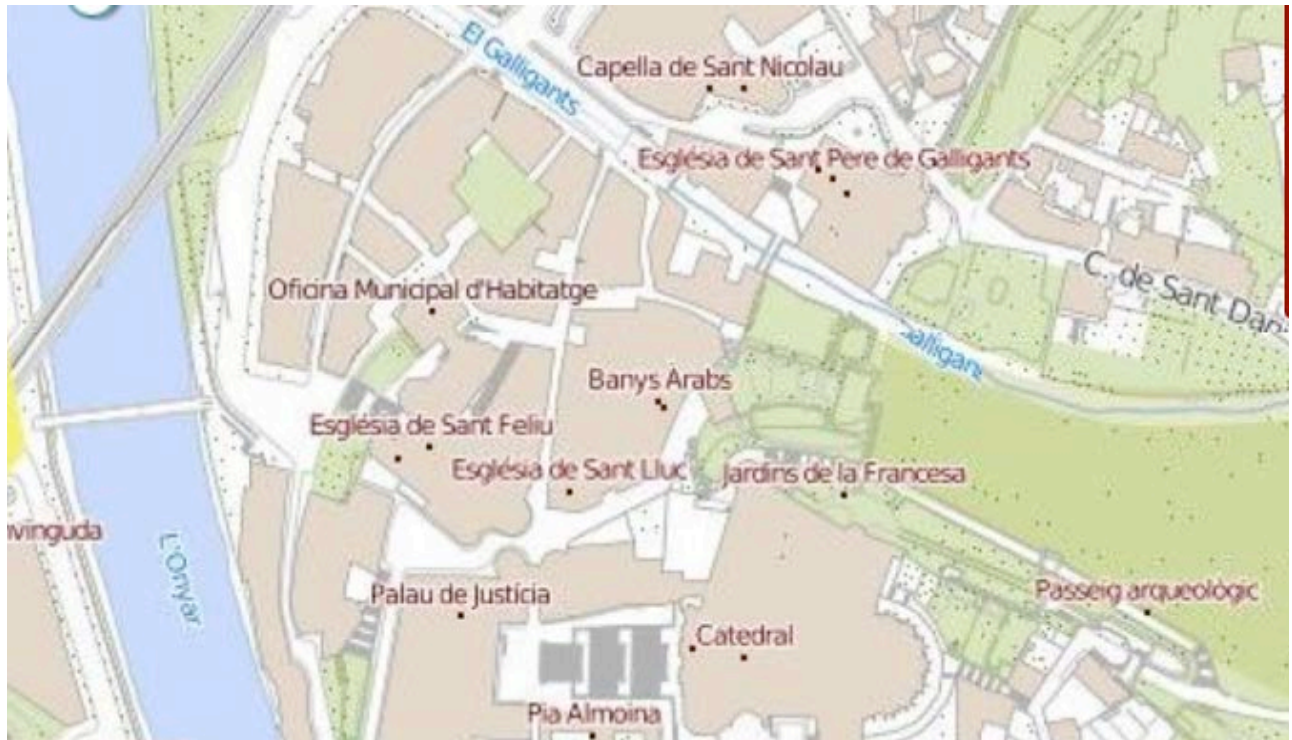 El Galligants
Capella de Sant Nicolau
Església de Sant Pere de Galligants
C. de Sant Dan
Oficina Municipal d'Habitatge
Galligant
Banys Àrabs
Església de Sant Feliu
Església de Sant Lluc
Jardins de la Francesa
nvinguda
L'Onyar
Palau de Justícia
Passeig arqueològic
Catedral
Pia Almoina